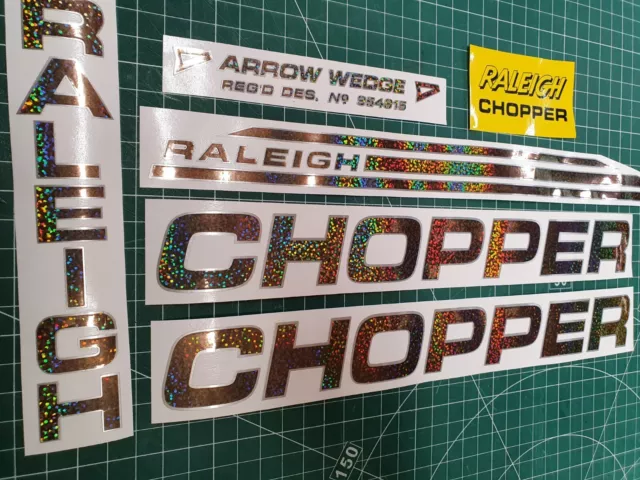 RALEIGH
ARROW WEDGE
REG'D DES. Nº 954815
RALEIGH
CHOPPER
RALEIGH
CHOPPER
CHOPPER
150